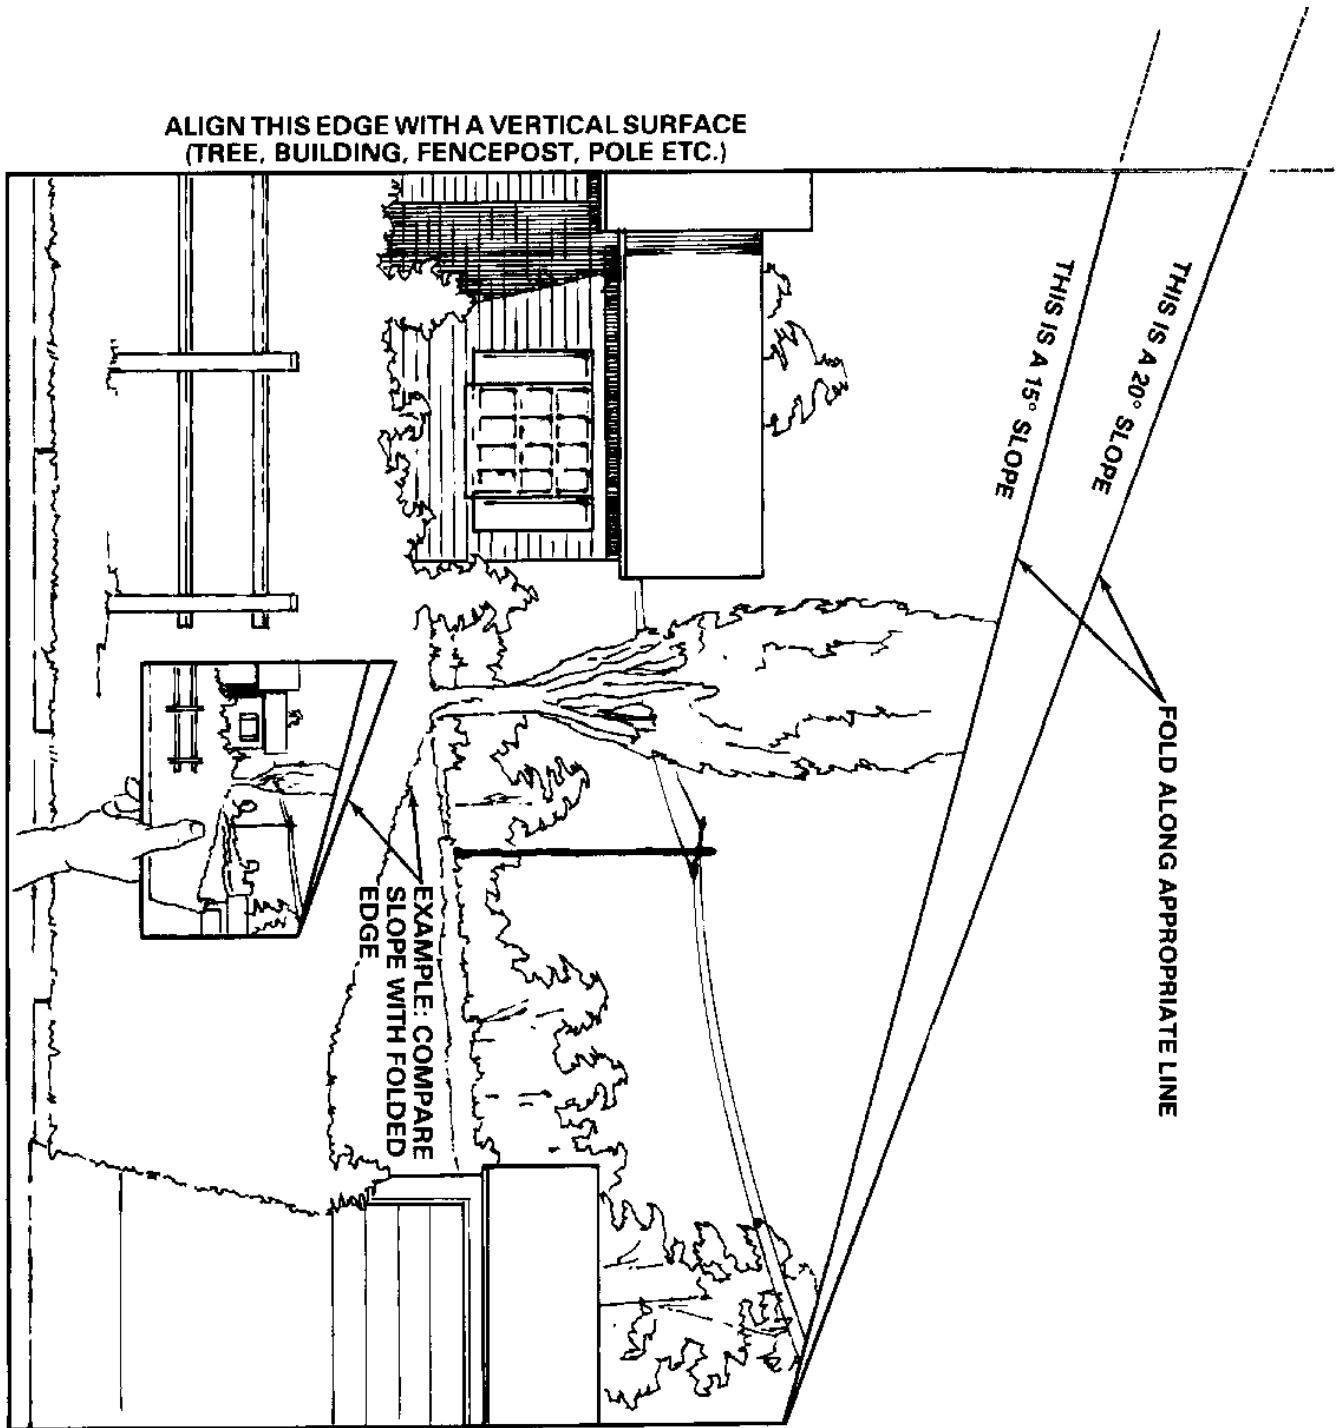 ALIGN THIS EDGE WITH A VERTICAL SURFACE
(TREE, BUILDING, FENCEPOST, POLE ETC.)
THIS IS A 20° SLOPE
THIS IS A 15° SLOPE
FOLD ALONG APPROPRIATE LINE
EXAMPLE: COMPARE
SLOPE WITH FOLDED
EDGE